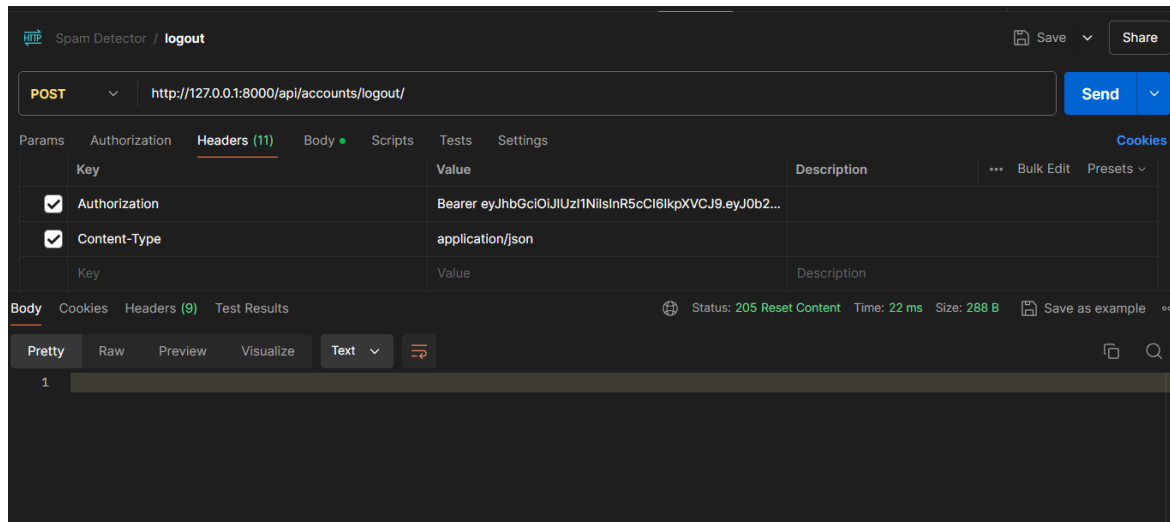 HTTP Spam Detector / logout Save Share
POST http://127.0.0.1:8000/api/accounts/logout/ Send
Params Authorization Headers (11) Body Scripts Tests Settings Cookies
Key Value Description ... Bulk Edit Presets
Authorization Bearer eyJhbGciOiJIUzI1NiIsInR5cCI6IkpXVCJ9.eyJ0b2...
Content-Type application/json
Key Value Description
Body Cookies Headers (9) Test Results Status: 205 Reset Content Time: 22 ms Size: 288 B Save as example
Pretty Raw Preview Visualize Text
1